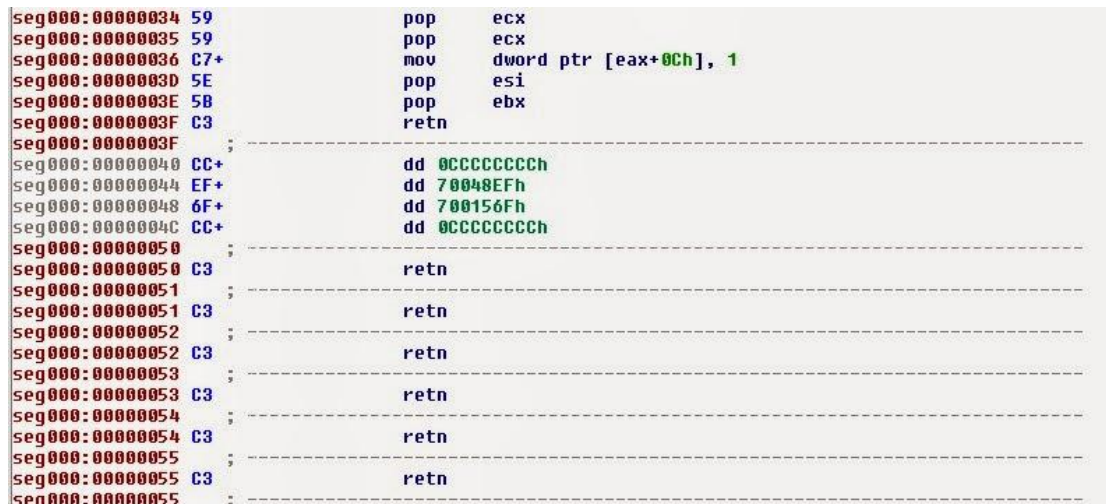 seg000:00000034 59 pop ecx
seg000:00000035 59 pop ecx
seg000:00000036 C7+ mov dword ptr [eax+0Ch], 1
seg000:0000003D 5E pop esi
seg000:0000003E 5B pop ebx
seg000:0000003F C3 retn
seg000:0000003F ; ---------------------------------------------------------------------------
seg000:00000040 CC+ dd 0CCCCCCCCh
seg000:00000044 EF+ dd 70048EFh
seg000:00000048 6F+ dd 700156Fh
seg000:0000004C CC+ dd 0CCCCCCCCh
seg000:00000050 ; ---------------------------------------------------------------------------
seg000:00000050 C3 retn
seg000:00000051 ; ---------------------------------------------------------------------------
seg000:00000051 C3 retn
seg000:00000052 ; ---------------------------------------------------------------------------
seg000:00000052 C3 retn
seg000:00000053 ; ---------------------------------------------------------------------------
seg000:00000053 C3 retn
seg000:00000054 ; ---------------------------------------------------------------------------
seg000:00000054 C3 retn
seg000:00000055 ; ---------------------------------------------------------------------------
seg000:00000055 C3 retn
seg000:00000055 ; ---------------------------------------------------------------------------